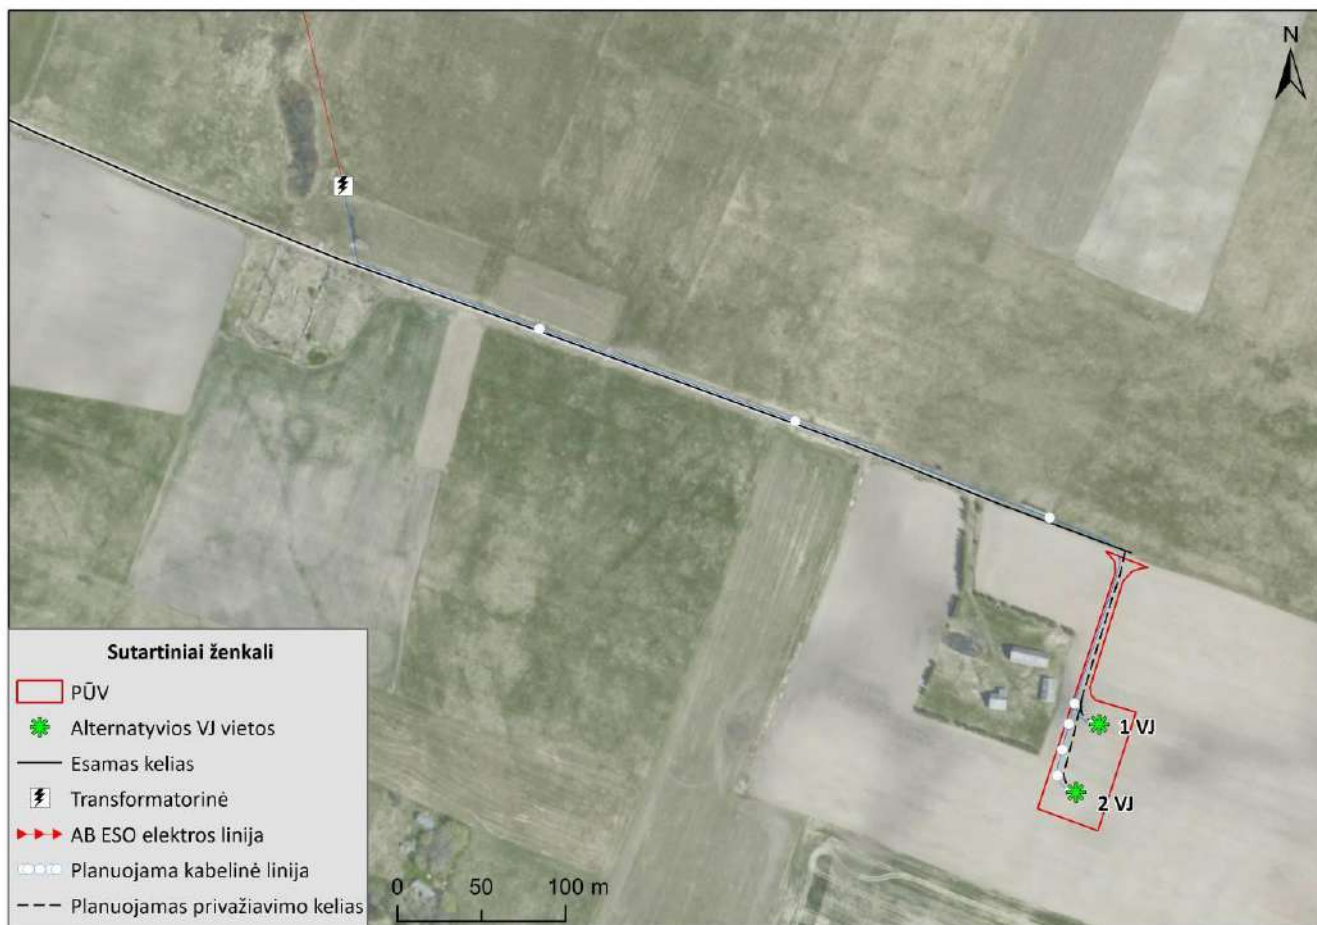 N
1 VJ
2 VJ
Sutartiniai ženkali
PŪV
Alternatyvios VJ vietos
Esamas kelias
Transformatorinė
AB ESO elektros linija
Planuojama kabelinė linija
Planuojamas privažiavimo kelias
0 50 100 m